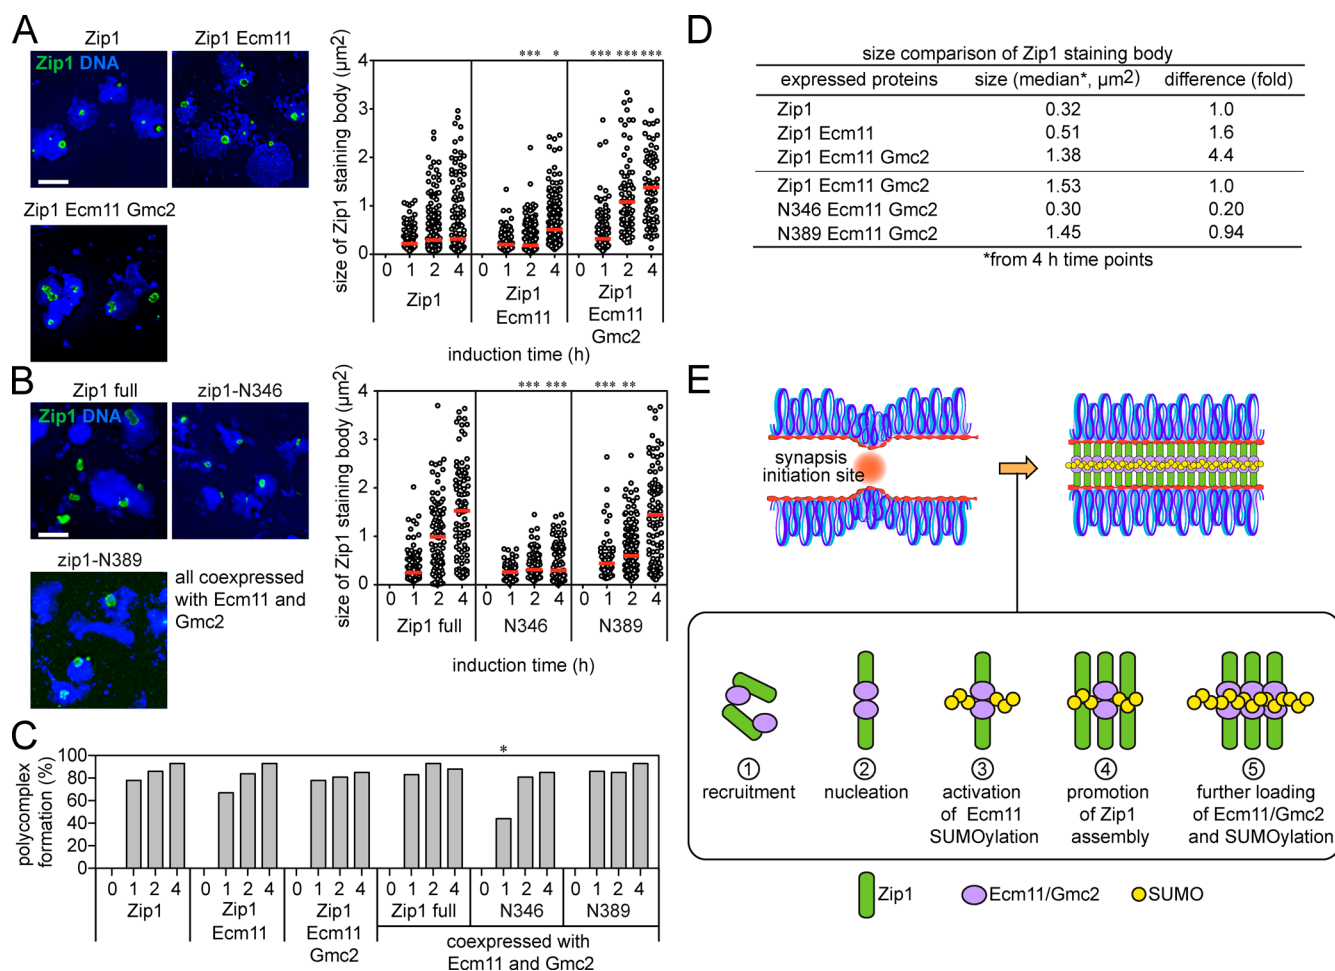 A
Zip1
Zip1 Ecm11
Zip1 DNA
Zip1 Ecm11 Gmc2
size of Zip1 staining body (µm2)
4
3
2
1
0
*** * *** *** ***
0 1 2 4 0 1 2 4 0 1 2 4
Zip1
Zip1
Ecm11
Zip1
Ecm11
Gmc2
induction time (h)
B
Zip1 full
zip1-N346
Zip1 DNA
zip1-N389
all coexpressed
with Ecm11 and
Gmc2
size of Zip1 staining body (µm2)
4
3
2
1
0
*** *** *** **
0 1 2 4 0 1 2 4 0 1 2 4
Zip1 full N346 N389
induction time (h)
C
polycomplex
formation (%)
100
80
60
40
20
0
*
0 1 2 4 0 1 2 4 0 1 2 4 0 1 2 4 0 1 2 4 0 1 2 4
Zip1
Zip1
Ecm11
Zip1
Ecm11
Gmc2
Zip1 full N346 N389
coexpressed with
Ecm11 and Gmc2
D
size comparison of Zip1 staining body
expressed proteins size (median*, µm2) difference (fold)
Zip1 0.32 1.0
Zip1 Ecm11 0.51 1.6
Zip1 Ecm11 Gmc2 1.38 4.4
Zip1 Ecm11 Gmc2 1.53 1.0
N346 Ecm11 Gmc2 0.30 0.20
N389 Ecm11 Gmc2 1.45 0.94
*from 4 h time points
E
synapsis
initiation site
①
recruitment
②
nucleation
③
activation
of Ecm11
SUMOylation
④
promotion
of Zip1
assembly
⑤
further loading
of Ecm11/Gmc2
and SUMOylation
Zip1
Ecm11/Gmc2
SUMO